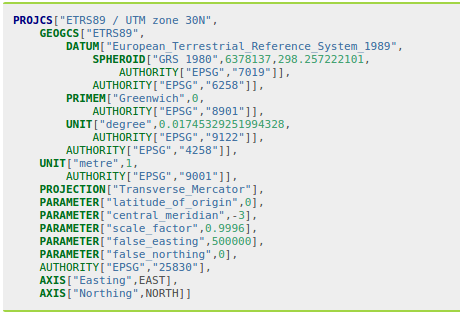 PROJCS["ETRS89 / UTM zone 30N",
GEOGCS["ETRS89",
DATUM["European_Terrestrial_Reference_System_1989",
SPHEROID["GRS 1980",6378137,298.257222101,
AUTHORITY["EPSG","7019"]],
AUTHORITY["EPSG","6258"]],
PRIMEM["Greenwich",0,
AUTHORITY["EPSG","8901"]],
UNIT["degree",0.01745329251994328,
AUTHORITY["EPSG","9122"]],
AUTHORITY["EPSG","4258"]],
UNIT["metre",1,
AUTHORITY["EPSG","9001"]],
PROJECTION["Transverse_Mercator"],
PARAMETER["latitude_of_origin",0],
PARAMETER["central_meridian",-3],
PARAMETER["scale_factor",0.9996],
PARAMETER["false_easting",500000],
PARAMETER["false_northing",0],
AUTHORITY["EPSG","25830"],
AXIS["Easting",EAST],
AXIS["Northing",NORTH]]